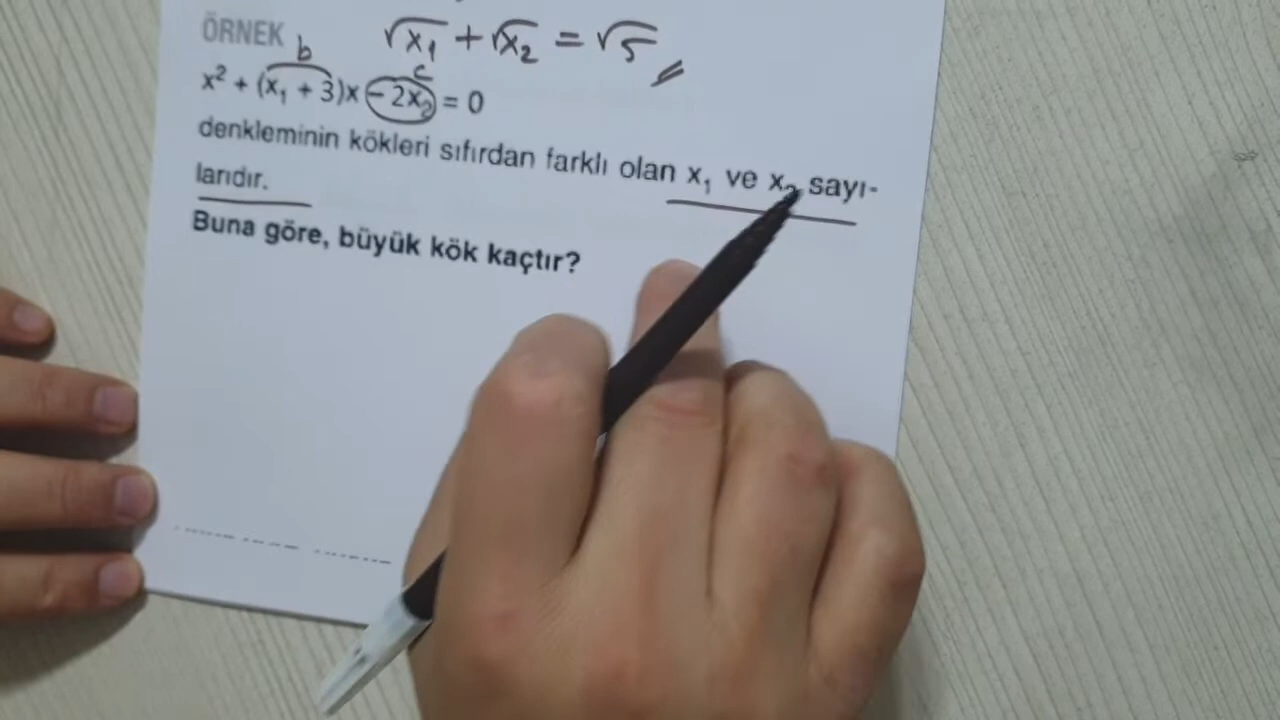 ÖRNEK
√x₁ + √x₂ = √5
b
c
x² + (x₁ + 3)x - 2x₂ = 0
denkleminin kökleri sıfırdan farklı olan x₁ ve x₂ sayı-
larıdır.
Buna göre, büyük kök kaçtır?